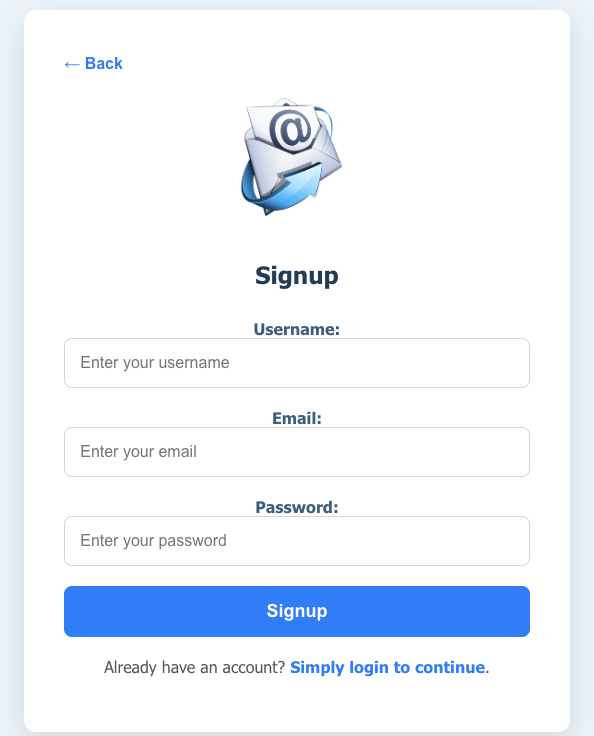 ← Back
@
Signup
Username:
Enter your username
Email:
Enter your email
Password:
Enter your password
Signup
Already have an account? Simply login to continue.